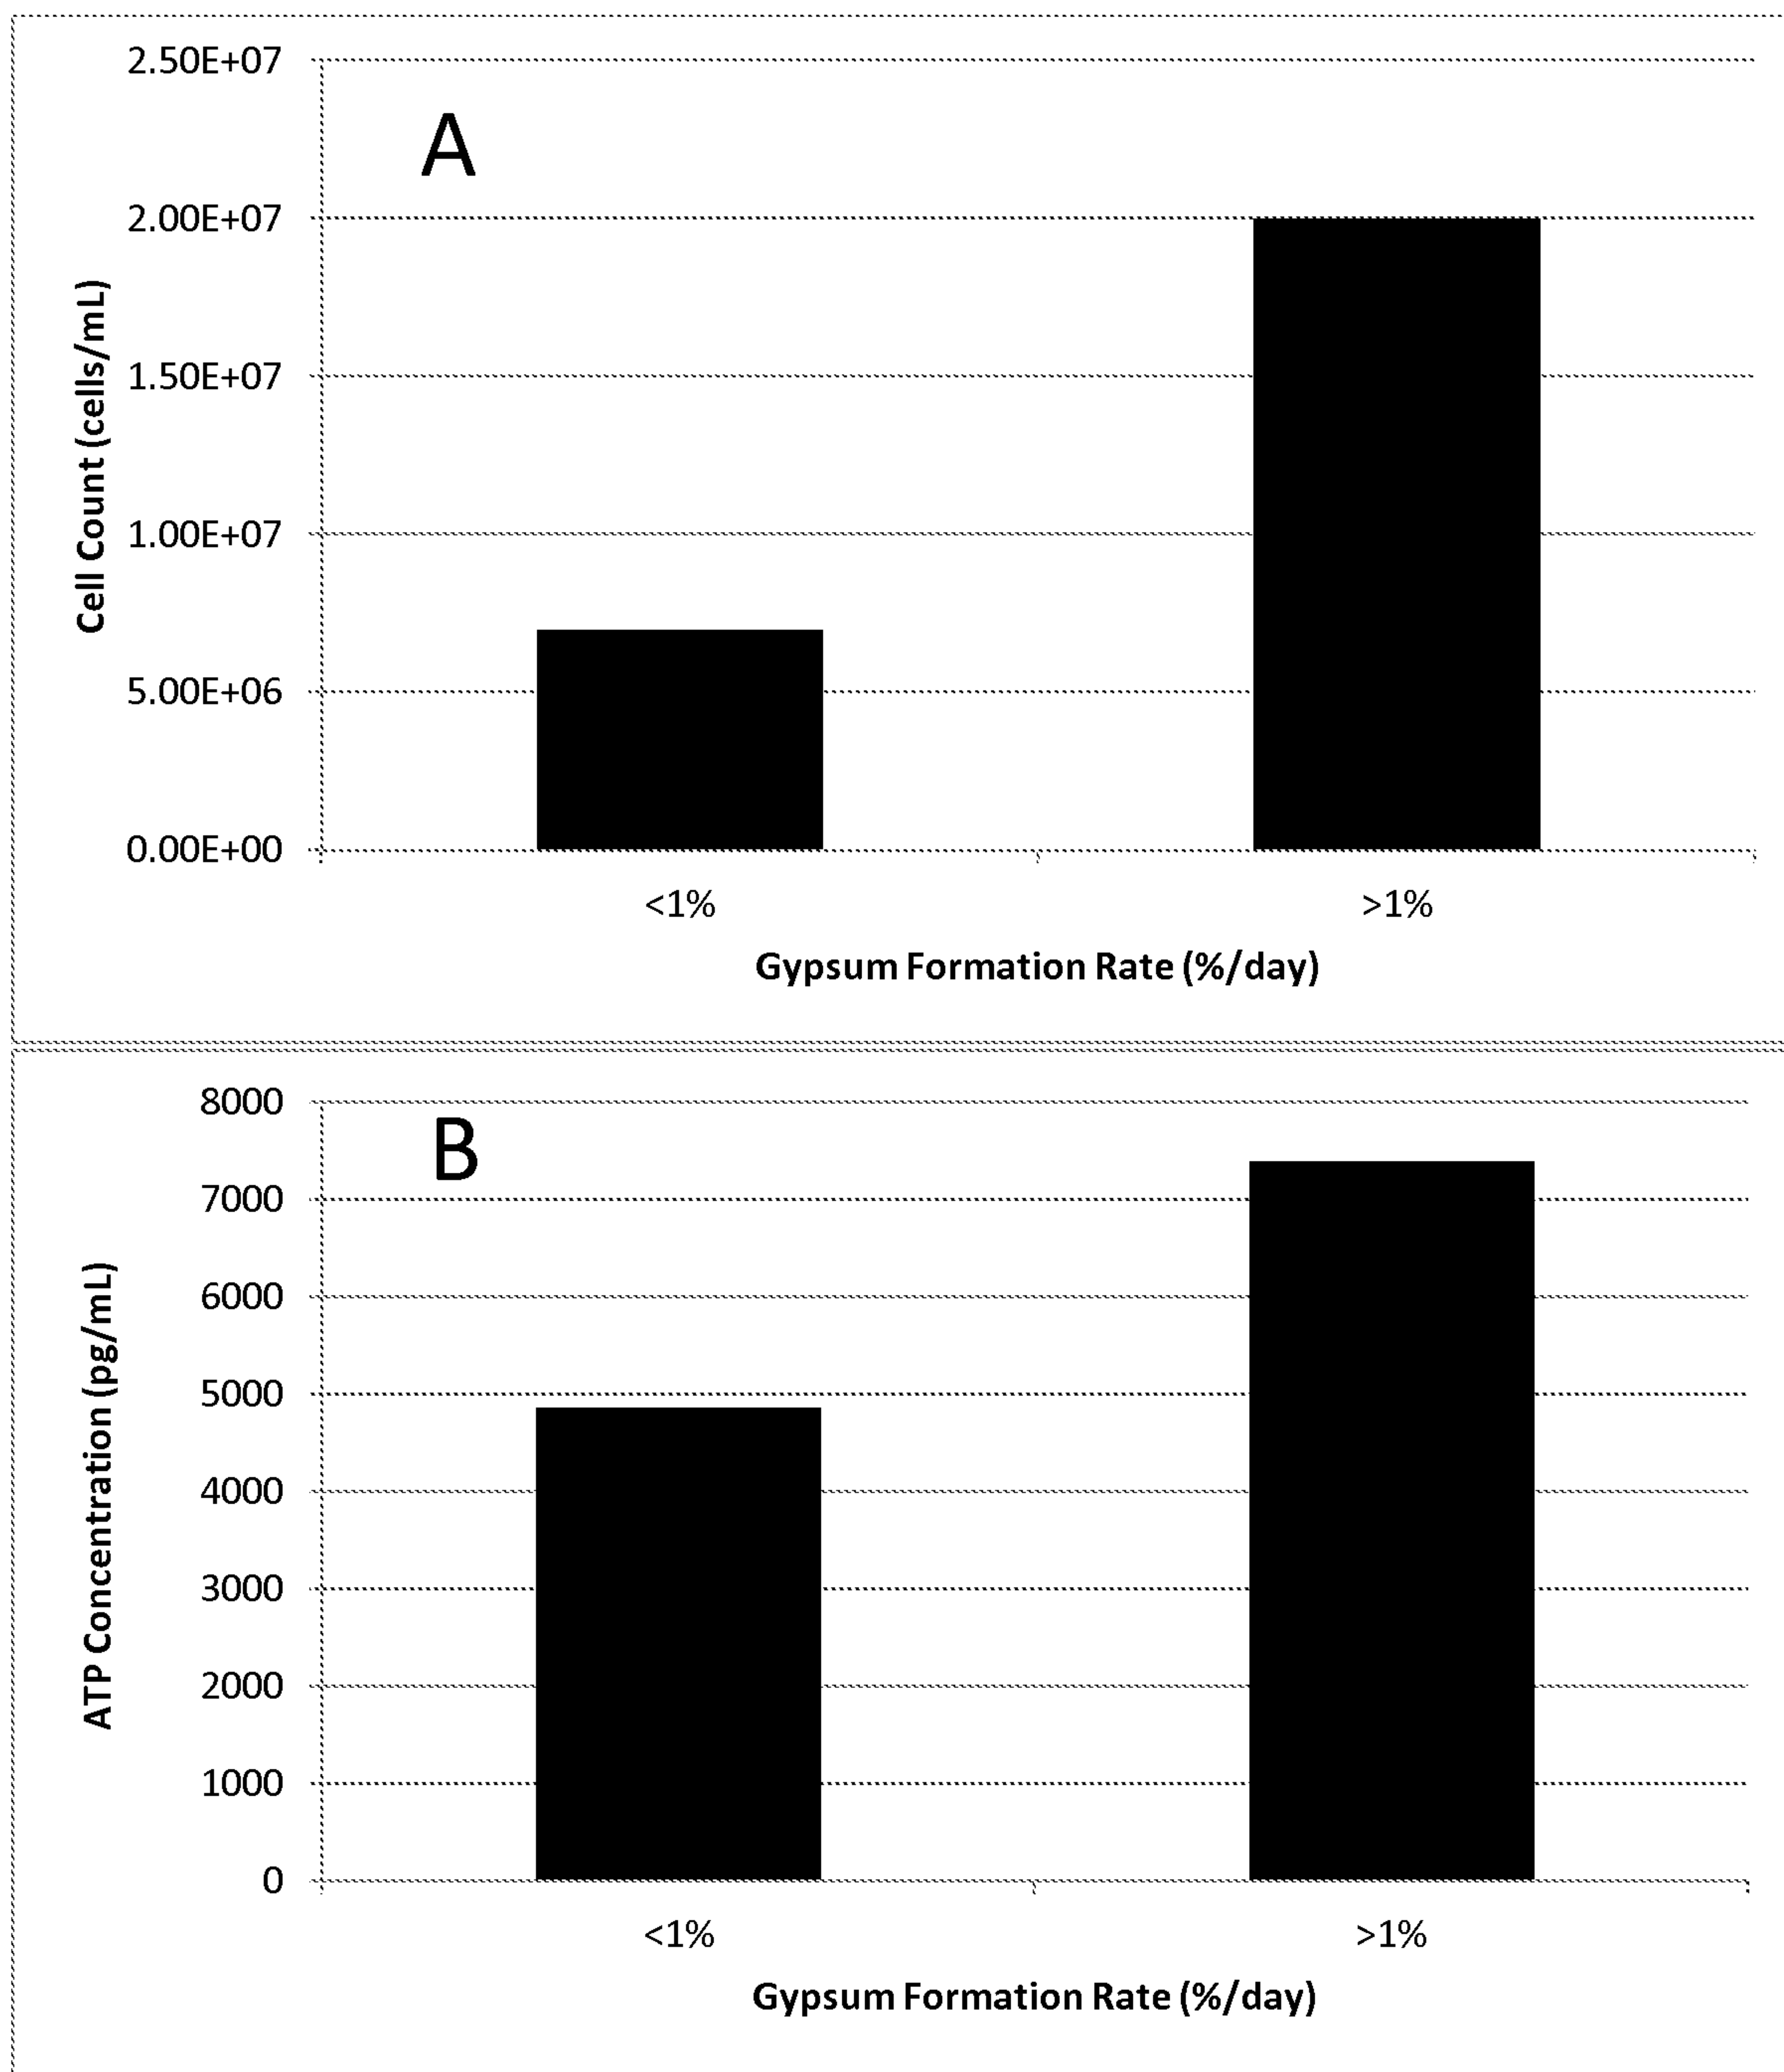 A
2.50E+07
2.00E+07
1.50E+07
1.00E+07
5.00E+06
0.00E+00
Cell Count (cells/mL)
<1%
>1%
Gypsum Formation Rate (%/day)
B
8000
7000
6000
5000
4000
3000
2000
1000
0
ATP Concentration (pg/mL)
<1%
>1%
Gypsum Formation Rate (%/day)